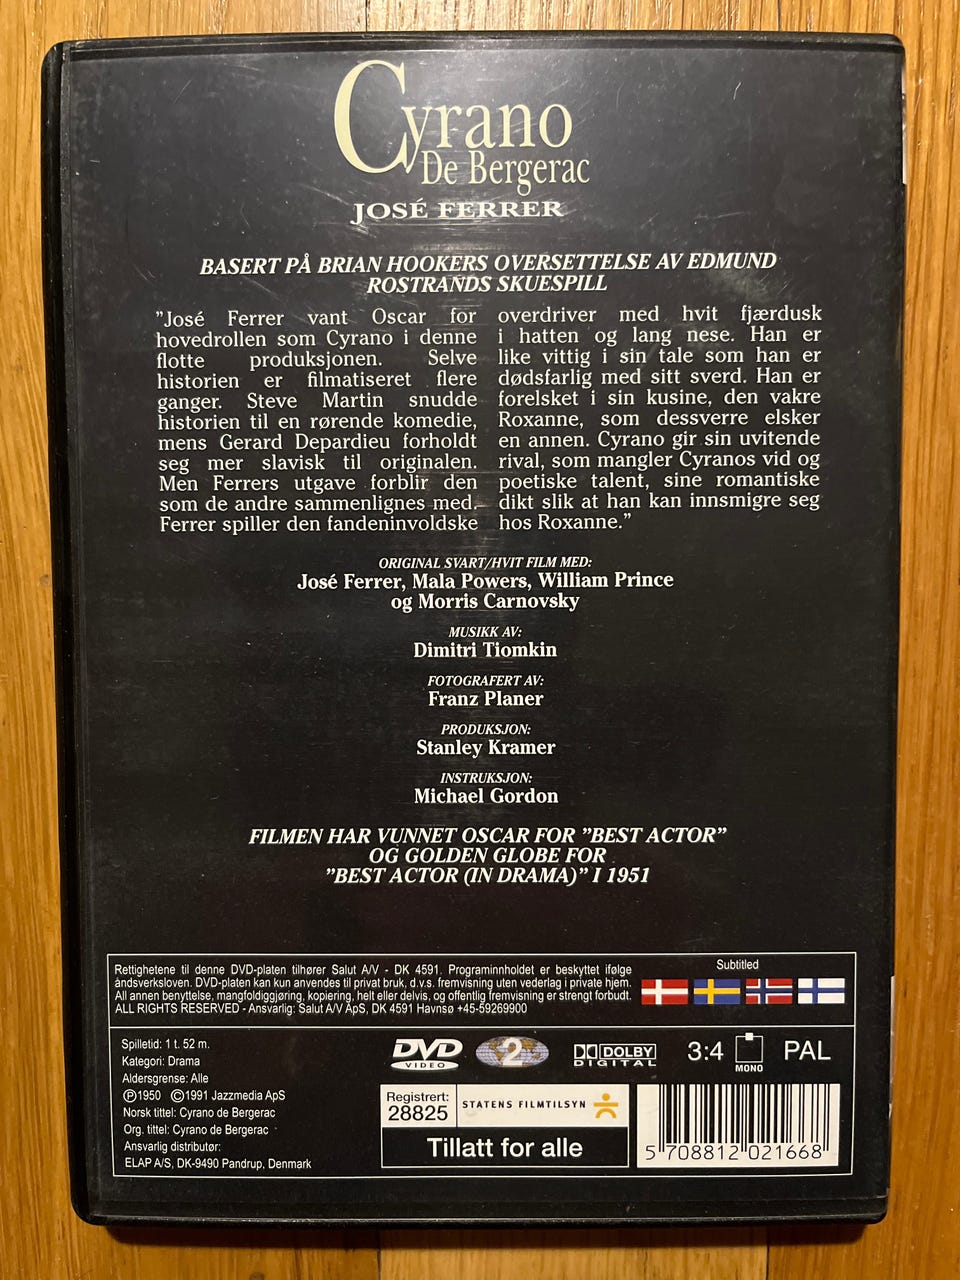 Cyrano
De Bergerac
JOSÉ FERRER
BASERT PÅ BRIAN HOOKERS OVERSETTELSE AV EDMUND
ROSTRANDS SKUESPILL
”José Ferrer vant Oscar for
hovedrollen som Cyrano i denne
flotte produksjonen. Selve
historien er filmatiseret flere
ganger. Steve Martin snudde
historien til en rørende komedie,
mens Gerard Depardieu forholdt
seg mer slavisk til originalen.
Men Ferrers utgave forblir den
som de andre sammenlignes med.
Ferrer spiller den fandeninvoldske
overdriver med hvit fjærdusk
i hatten og lang nese. Han er
like vittig i sin tale som han er
dødsfarlig med sitt sverd. Han er
forelsket i sin kusine, den vakre
Roxanne, som dessverre elsker
en annen. Cyrano gir sin uvitende
rival, som mangler Cyranos vid og
poetiske talent, sine romantiske
dikt slik at han kan innsmigre seg
hos Roxanne.”
ORIGINAL SVART/HVIT FILM MED:
José Ferrer, Mala Powers, William Prince
og Morris Carnovsky
MUSIKK AV:
Dimitri Tiomkin
FOTOGRAFERT AV:
Franz Planer
PRODUKSJON:
Stanley Kramer
INSTRUKSJON:
Michael Gordon
FILMEN HAR VUNNET OSCAR FOR ”BEST ACTOR”
OG GOLDEN GLOBE FOR
”BEST ACTOR (IN DRAMA)” I 1951
Rettighetene til denne DVD-platen tilhører Salut A/V - DK 4591. Programinnholdet er beskyttet ifølge
åndsverksloven. DVD-platen kan kun anvendes til privat bruk, d.v.s. fremvisning uten vederlag i private hjem.
All annen benyttelse, mangfoldiggjøring, kopiering, helt eller delvis, og offentlig fremvisning er strengt forbudt.
ALL RIGHTS RESERVED - Ansvarlig: Salut A/V ApS, DK 4591 Havnsø +45-59269900
Subtitled
Spilletid: 1 t. 52 m.
Kategori: Drama
Aldersgrense: Alle
Ⓟ1950 ©1991 Jazzmedia ApS
Norsk tittel: Cyrano de Bergerac
Org. tittel: Cyrano de Bergerac
Ansvarlig distributør:
ELAP A/S, DK-9490 Pandrup, Denmark
DVD
VIDEO
2
DOLBY
DIGITAL
3:4
MONO
PAL
Registrert:
28825
STATENS FILMTILSYN
Tillatt for alle
5 708812 021668